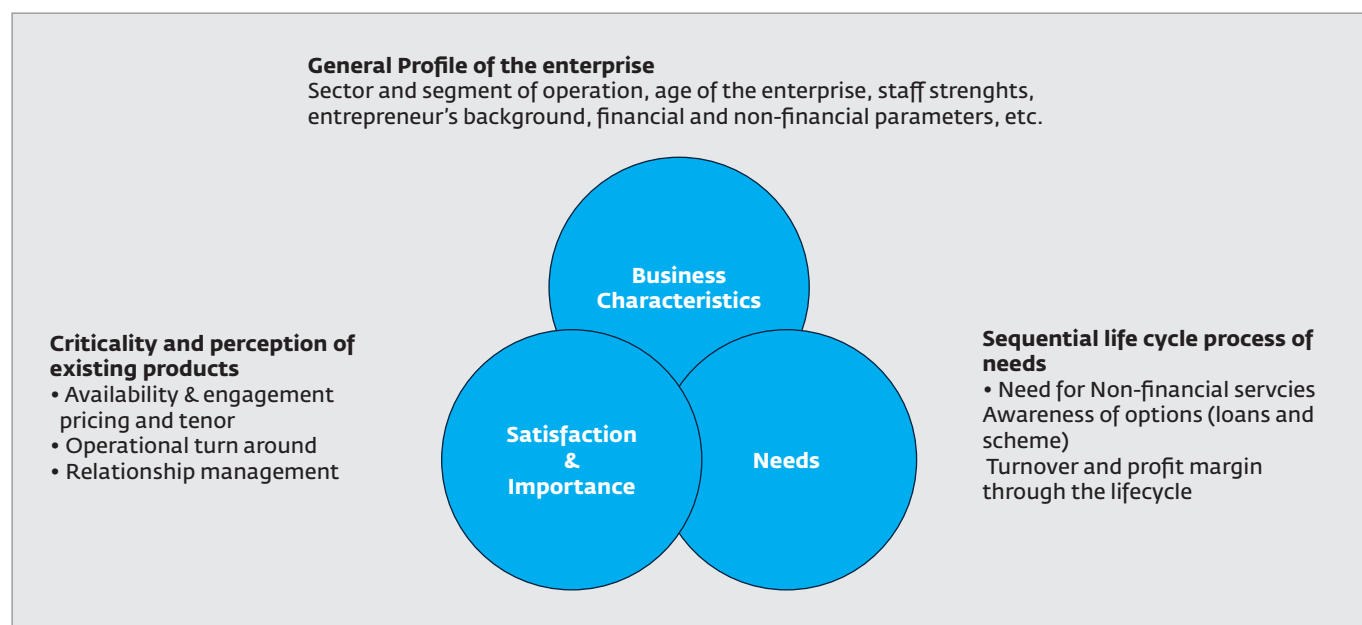 General Profile of the enterprise
Sector and segment of operation, age of the enterprise, staff strenghts,
entrepreneur's background, financial and non-financial parameters, etc.
Business
Characteristics
Criticality and perception of
existing products
• Availability & engagement
pricing and tenor
• Operational turn around
• Relationship management
Satisfaction
&
Importance
Needs
Sequential life cycle process of
needs
• Need for Non-financial servcies
Awareness of options (loans and
scheme)
Turnover and profit margin
through the lifecycle